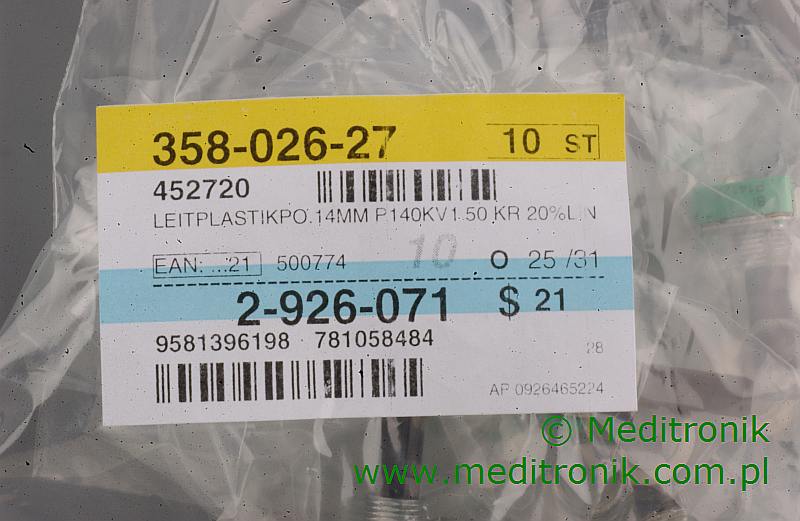 358-026-27 10 ST
452720
LEITPLASTIKPO.14MM P140KV1.50 KR 20%LIN
EAN: ...21 500774 10 O 25 /31
2-926-071 $ 21
9581396198 781058484
28
AP 0926465224
© Meditronik
www.meditronik.com.pl